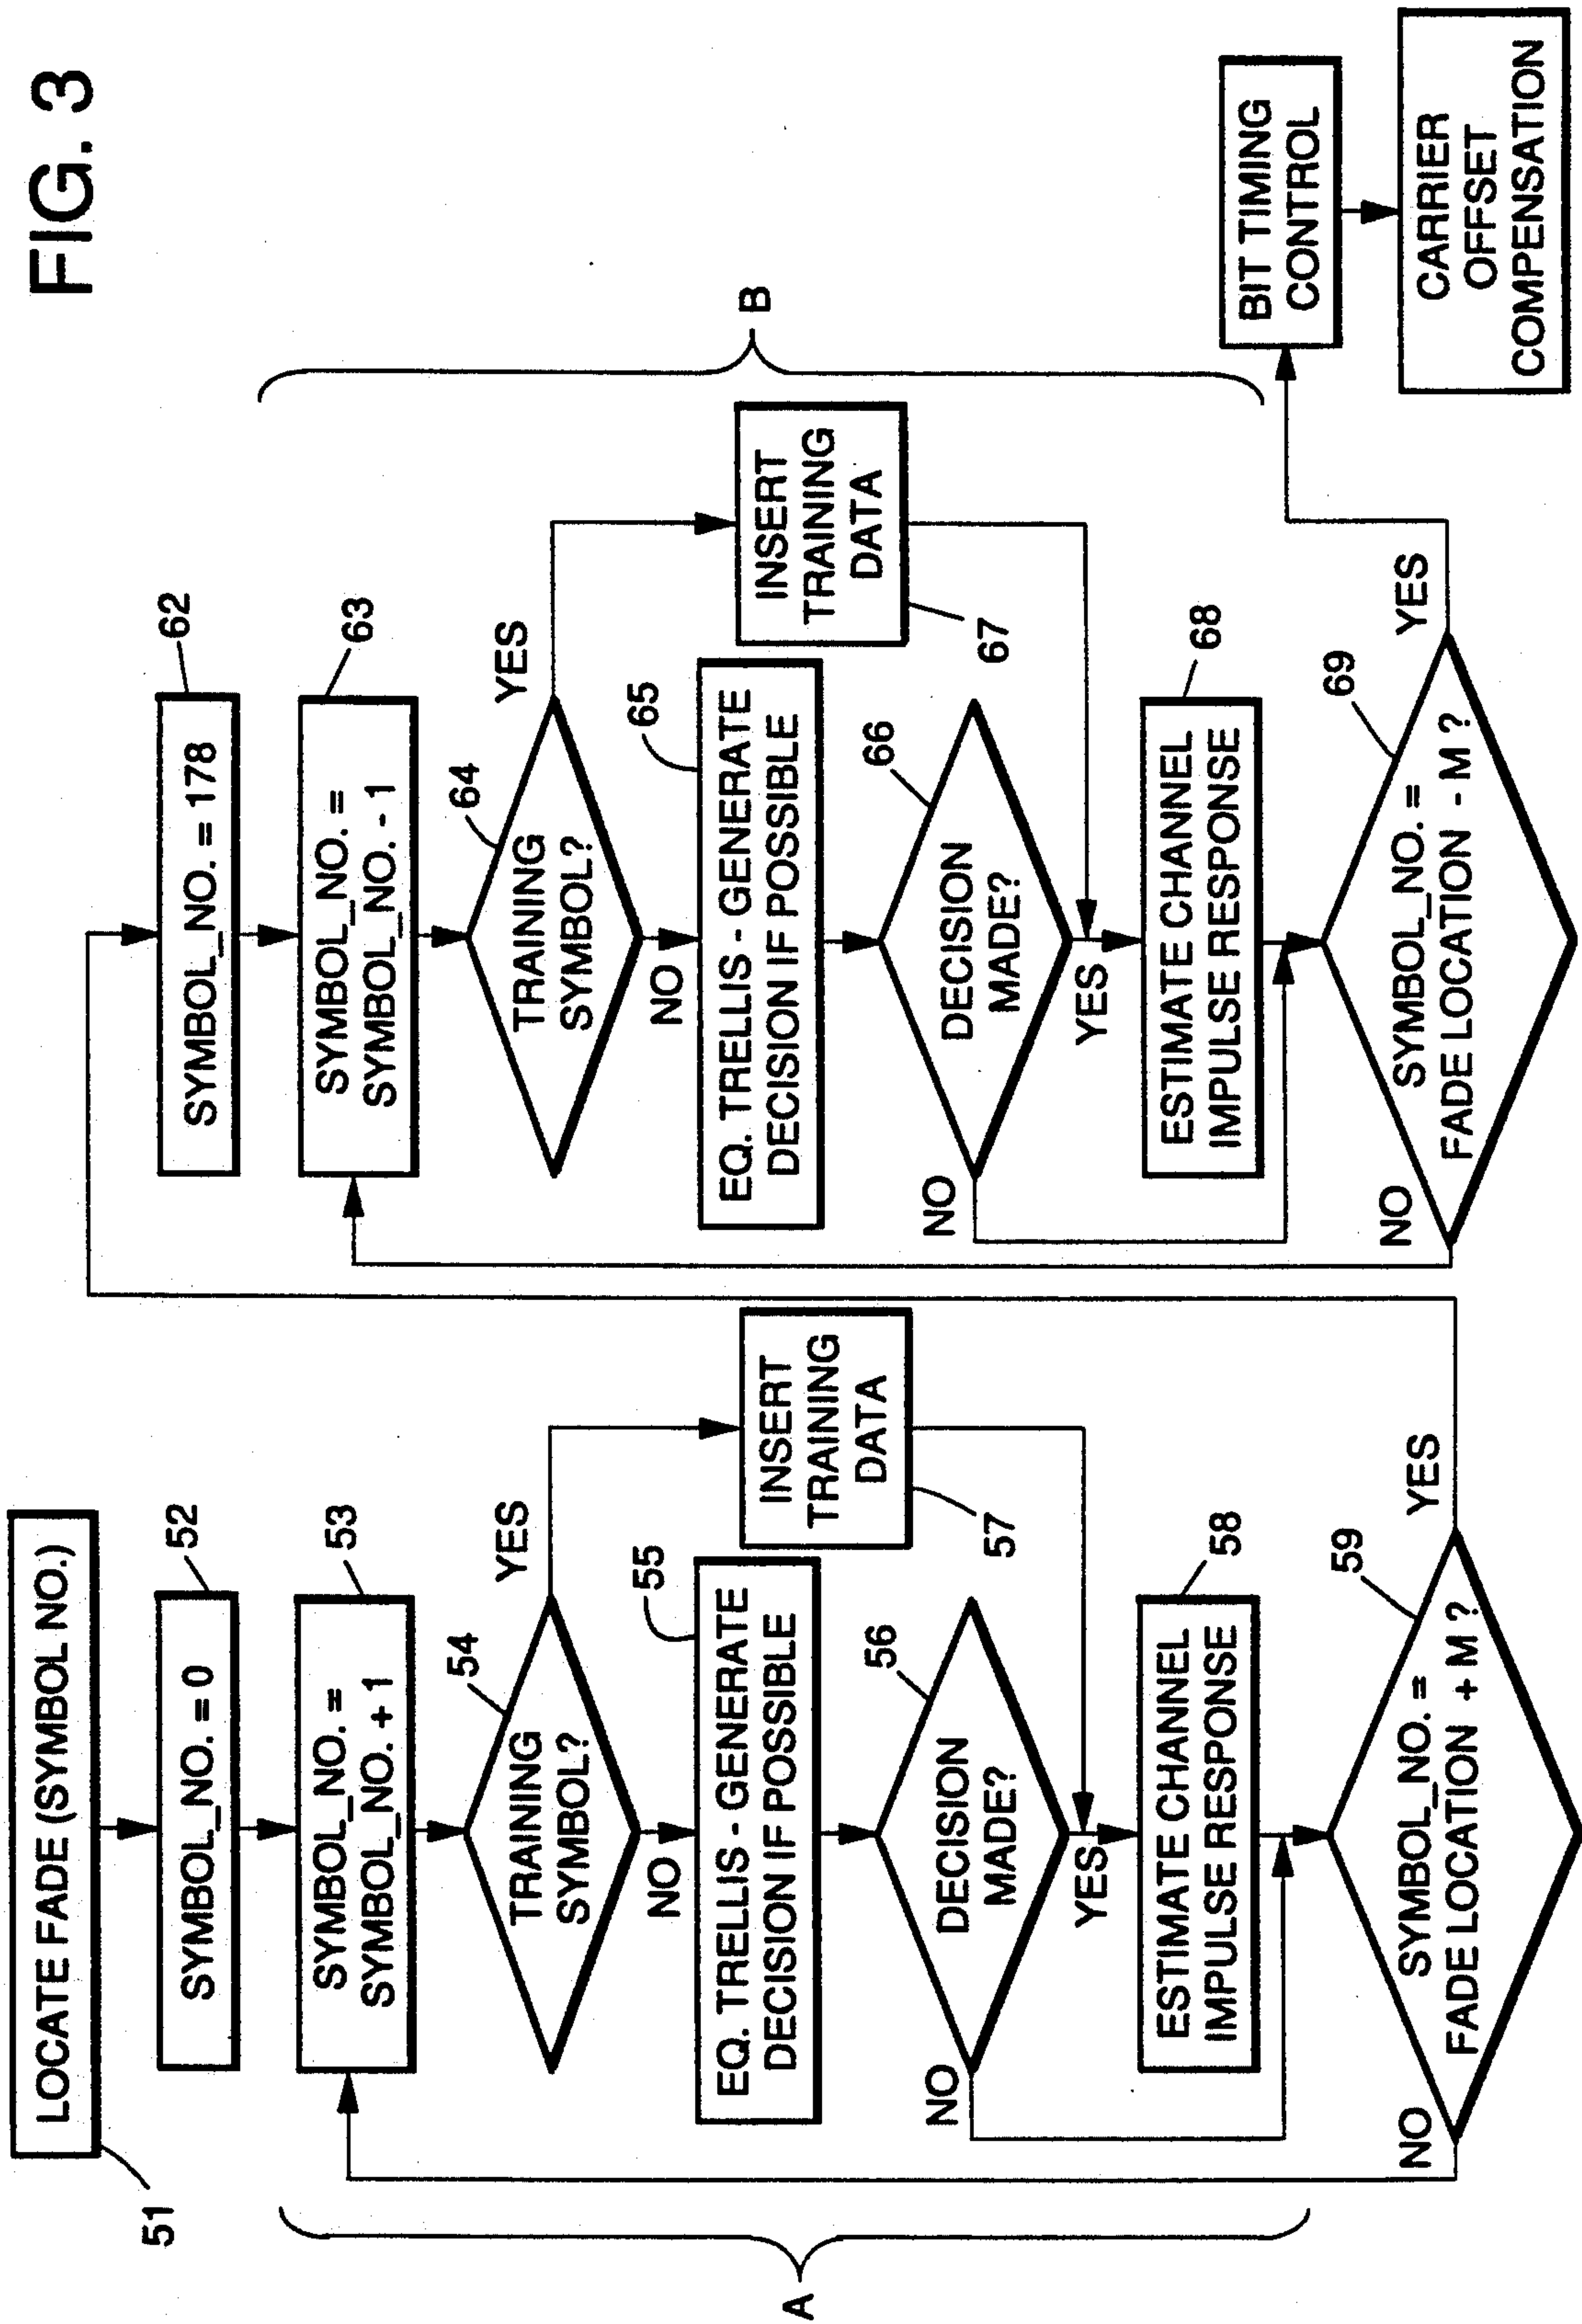 FIG. 3
LOCATE FADE (SYMBOL NO.)
51
SYMBOL_NO. = 0
52
SYMBOL_NO. =
SYMBOL_NO. + 1
53
TRAINING
SYMBOL?
54
YES
NO
EQ. TRELLIS - GENERATE
DECISION IF POSSIBLE
55
INSERT
TRAINING
DATA
57
DECISION
MADE?
56
NO
YES
ESTIMATE CHANNEL
IMPULSE RESPONSE
58
SYMBOL_NO. =
FADE LOCATION + M ?
59
NO
YES
A
SYMBOL_NO. = 178
62
SYMBOL_NO. =
SYMBOL_NO. - 1
63
TRAINING
SYMBOL?
64
YES
NO
EQ. TRELLIS - GENERATE
DECISION IF POSSIBLE
65
INSERT
TRAINING
DATA
67
DECISION
MADE?
66
NO
YES
ESTIMATE CHANNEL
IMPULSE RESPONSE
68
SYMBOL_NO. =
FADE LOCATION - M ?
69
NO
YES
B
BIT TIMING
CONTROL
CARRIER
OFFSET
COMPENSATION